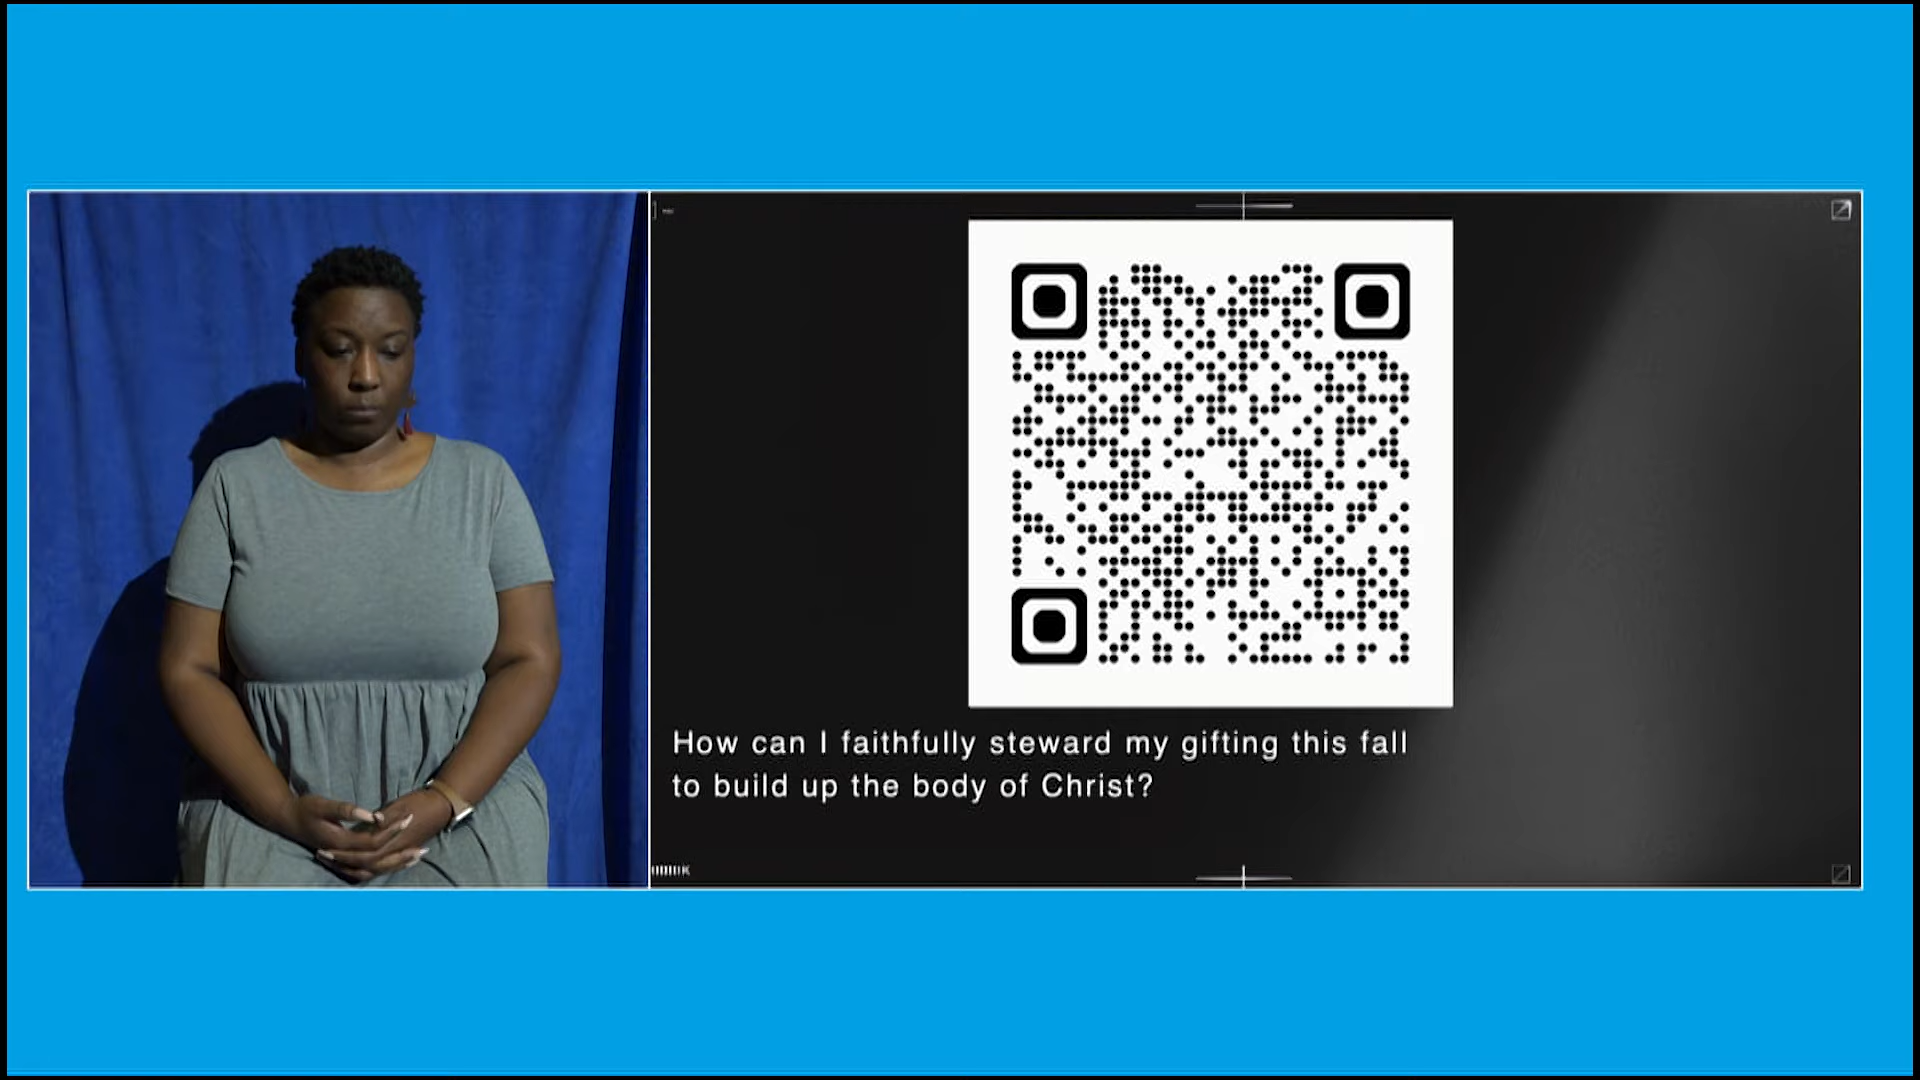 How can I faithfully steward my gifting this fall
to build up the body of Christ?